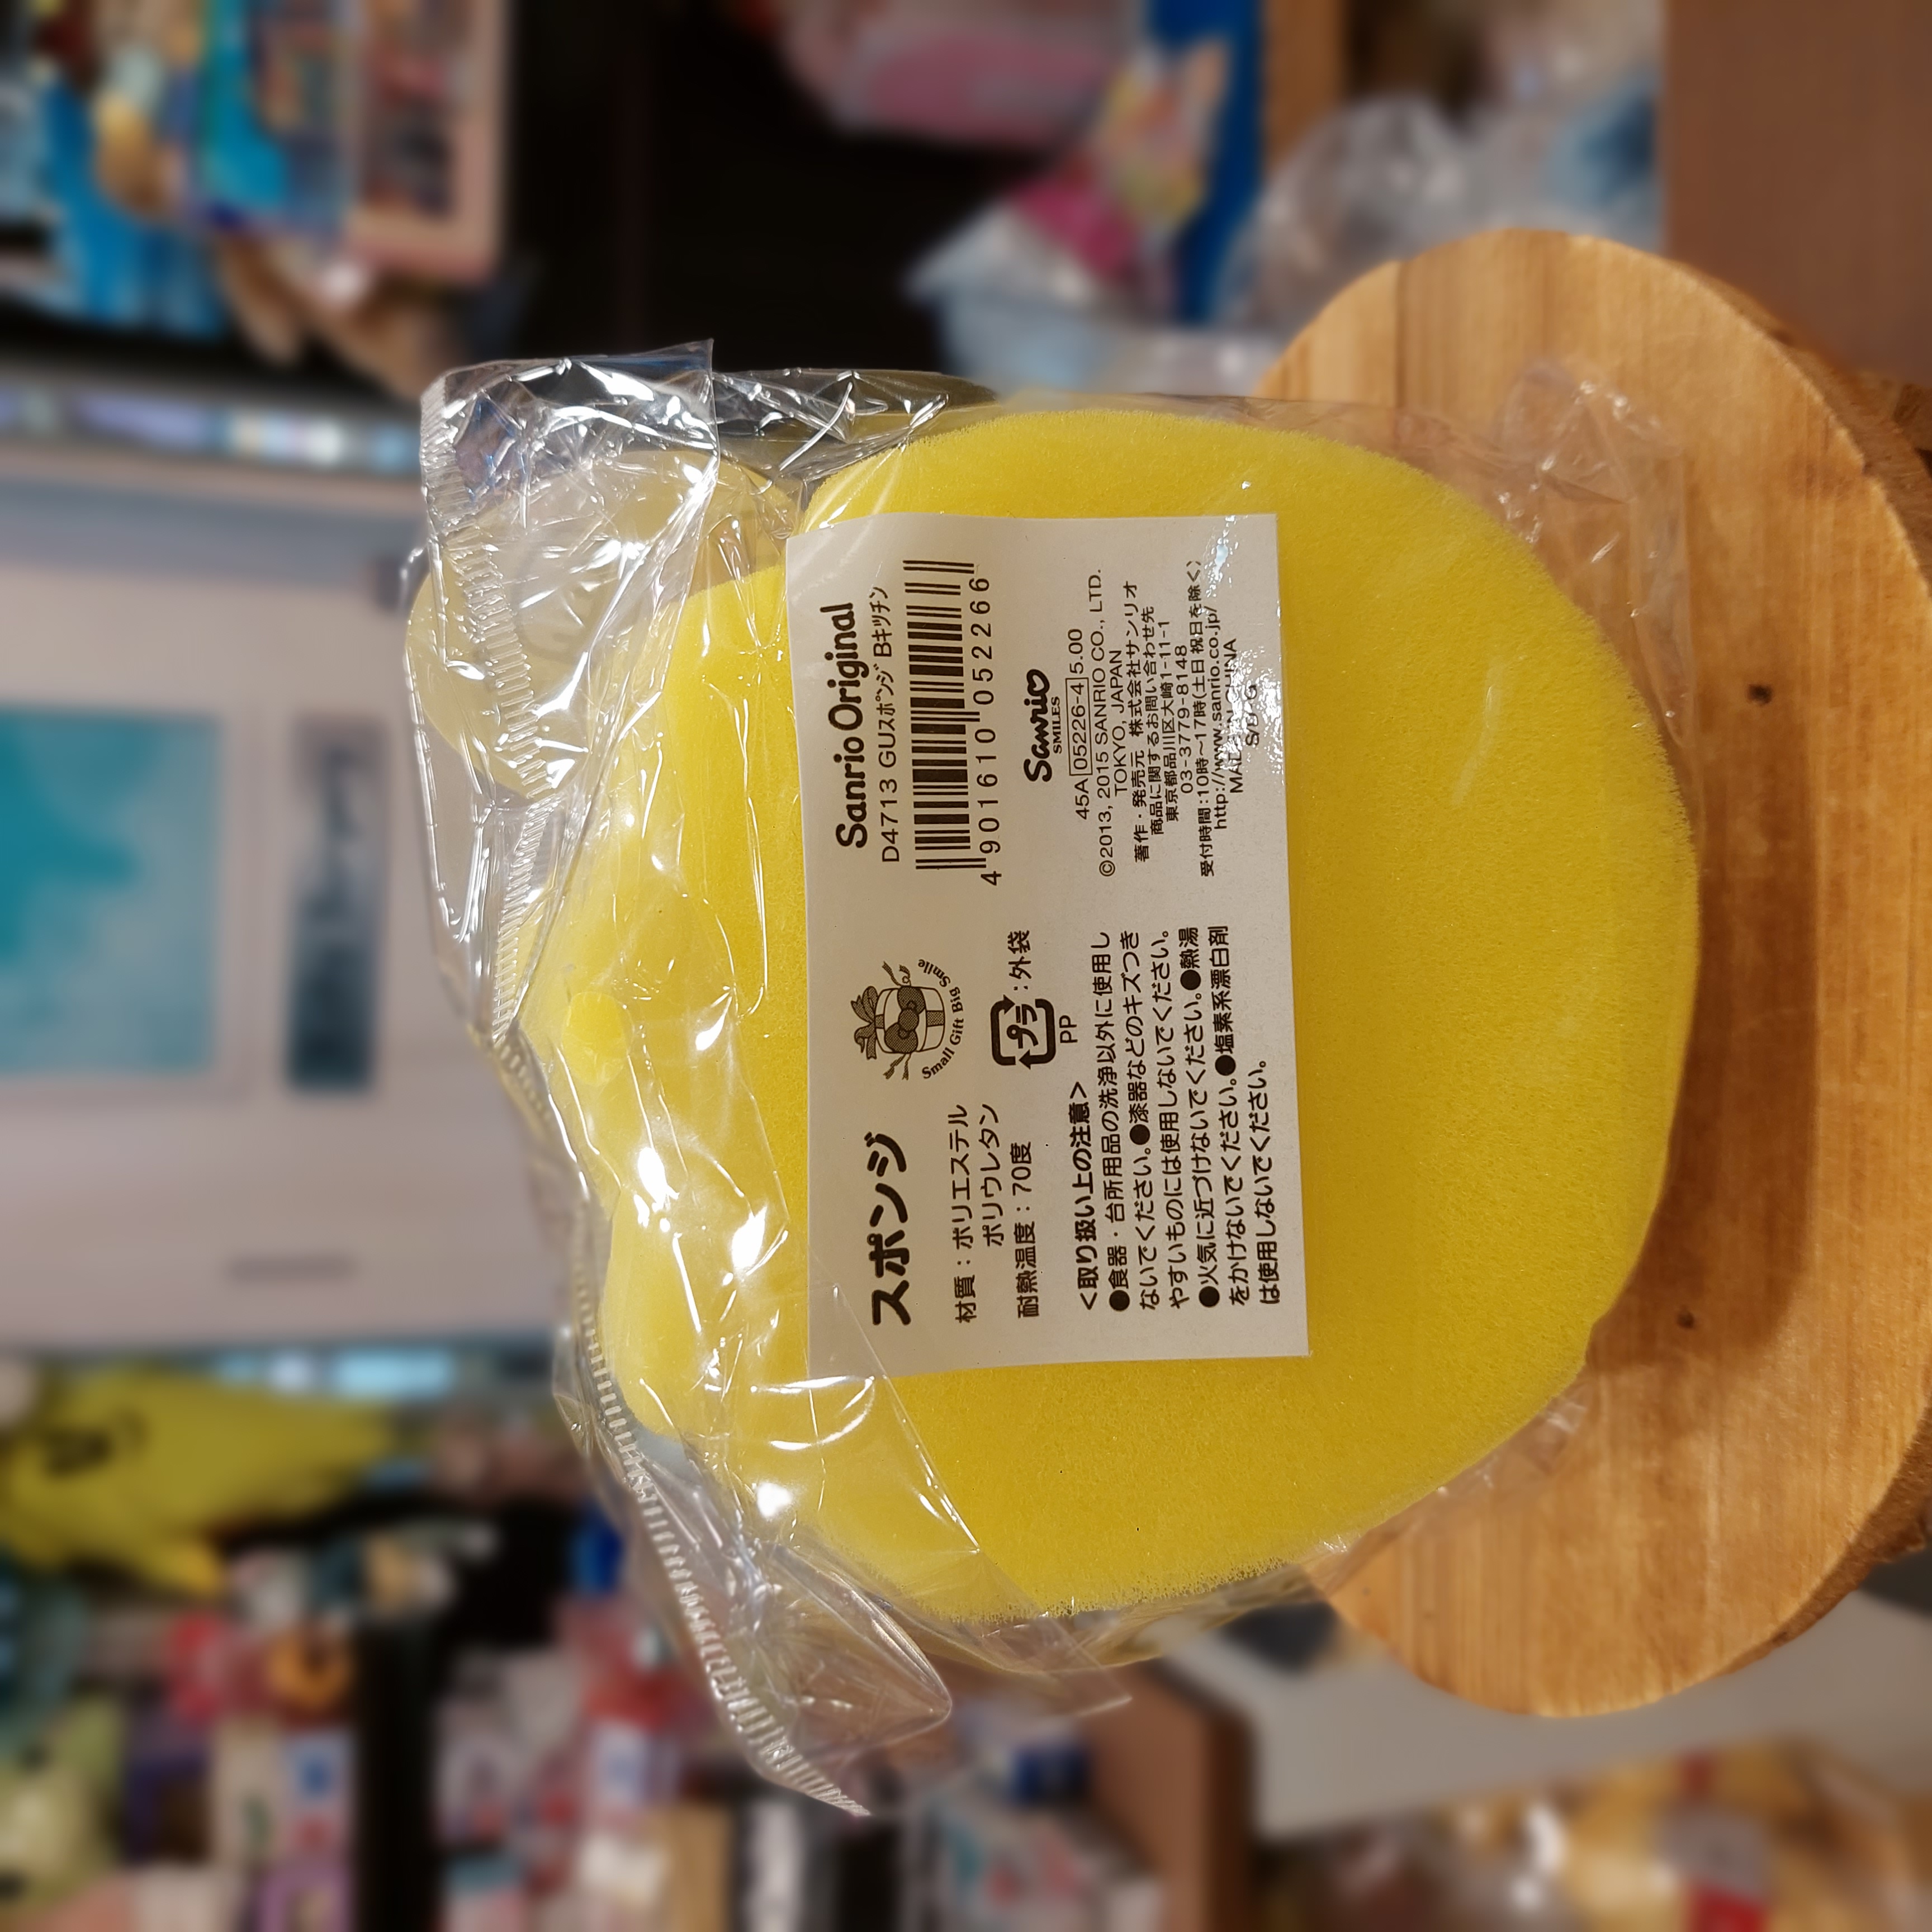 スポンジ
材質：ポリエステル
ポリウレタン
耐熱温度：70度
Small Gift Big Smile
プラ
：外袋
PP
＜取り扱い上の注意＞
●食器・台所用品の洗浄以外に使用し
ないでください。●漆器などのキズつき
やすいものには使用しないでください。
●火気に近づけないでください。●熱湯
をかけないでください。●塩素系漂白剤
は使用しないでください。
Sanrio Original
D4713 GUスポンジ Bキッチン
4901610052266
Sanrio
SMILES
45A 05226-4 5.00
©2013, 2015 SANRIO CO., LTD.
TOKYO, JAPAN
著作・発売元 株式会社サンリオ
商品に関するお問い合わせ先
東京都品川区大崎1-11-1
03-3779-8148
受付時間：10時～17時（土日 祝日を除く）
http://www.sanrio.co.jp/